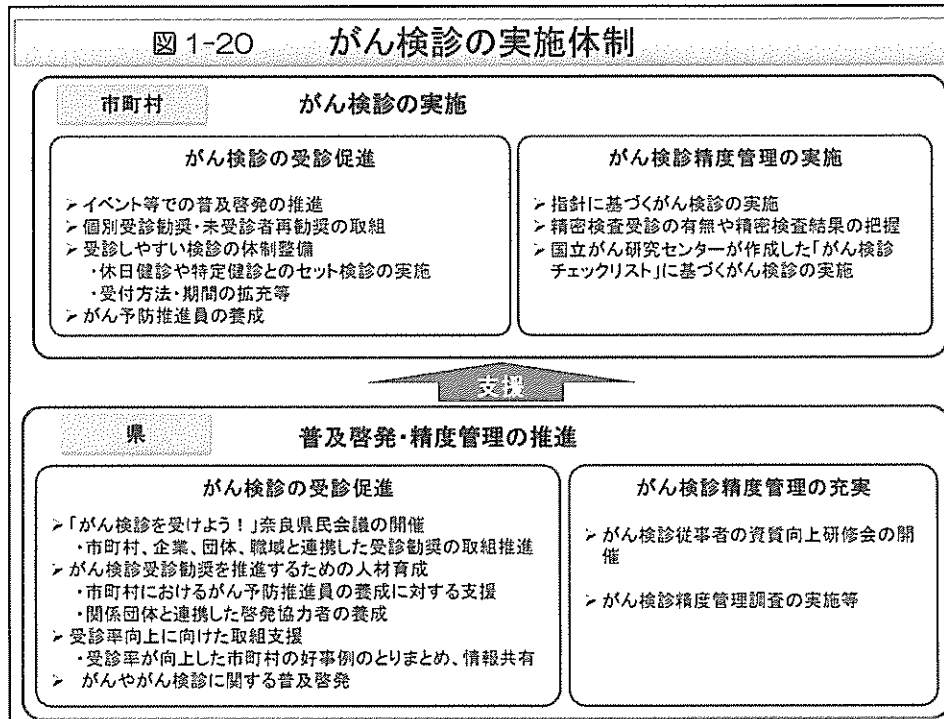 図1-20 がん検診の実施体制
市町村 がん検診の実施
がん検診の受診促進
➢イベント等での普及啓発の推進
➢個別受診勧奨・未受診者再勧奨の取組
➢受診しやすい検診の体制整備
・休日健診や特定健診とのセット検診の実施
・受付方法・期間の拡充等
➢がん予防推進員の養成
がん検診精度管理の実施
➢指針に基づくがん検診の実施
➢精密検査受診の有無や精密検査結果の把握
➢国立がん研究センターが作成した「がん検診
チェックリスト」に基づくがん検診の実施
支援
県 普及啓発・精度管理の推進
がん検診の受診促進
➢「がん検診を受けよう！」奈良県民会議の開催
・市町村、企業、団体、職域と連携した受診勧奨の取組推進
➢がん検診受診勧奨を推進するための人材育成
・市町村におけるがん予防推進員の養成に対する支援
・関係団体と連携した啓発協力者の養成
➢受診率向上に向けた取組支援
・受診率が向上した市町村の好事例のとりまとめ、情報共有
➢ がんやがん検診に関する普及啓発
がん検診精度管理の充実
➢がん検診従事者の資質向上研修会の開
催
➢がん検診精度管理調査の実施等